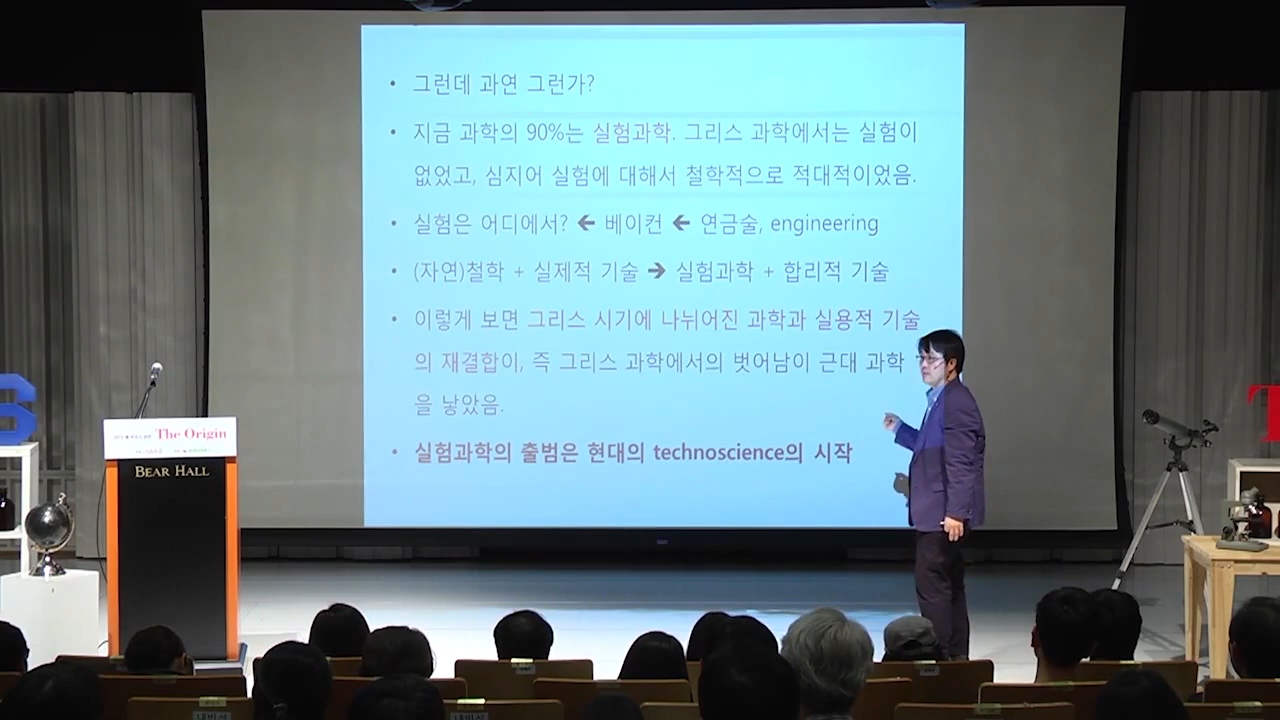 • 그런데 과연 그런가?
• 지금 과학의 90%는 실험과학. 그리스 과학에서는 실험이
없었고, 심지어 실험에 대해서 철학적으로 적대적이었음.
• 실험은 어디에서? 🡸 베이컨 🡸 연금술, engineering
• (자연)철학 + 실제적 기술 🡺 실험과학 + 합리적 기술
• 이렇게 보면 그리스 시기에 나뉘어진 과학과 실용적 기술
의 재결합이, 즉 그리스 과학에서의 벗어남이 근대 과학
을 낳았음.
• 실험과학의 출범은 현대의 technoscience의 시작
S
The Origin
BEAR HALL
T